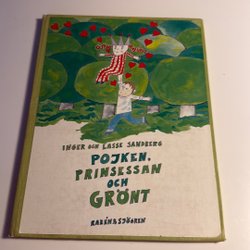 INGER OCH LASSE SANDBERG
POJKEN,
PRINSESSAN
OCH
GRÖNT
RABÉN & SJÖGREN